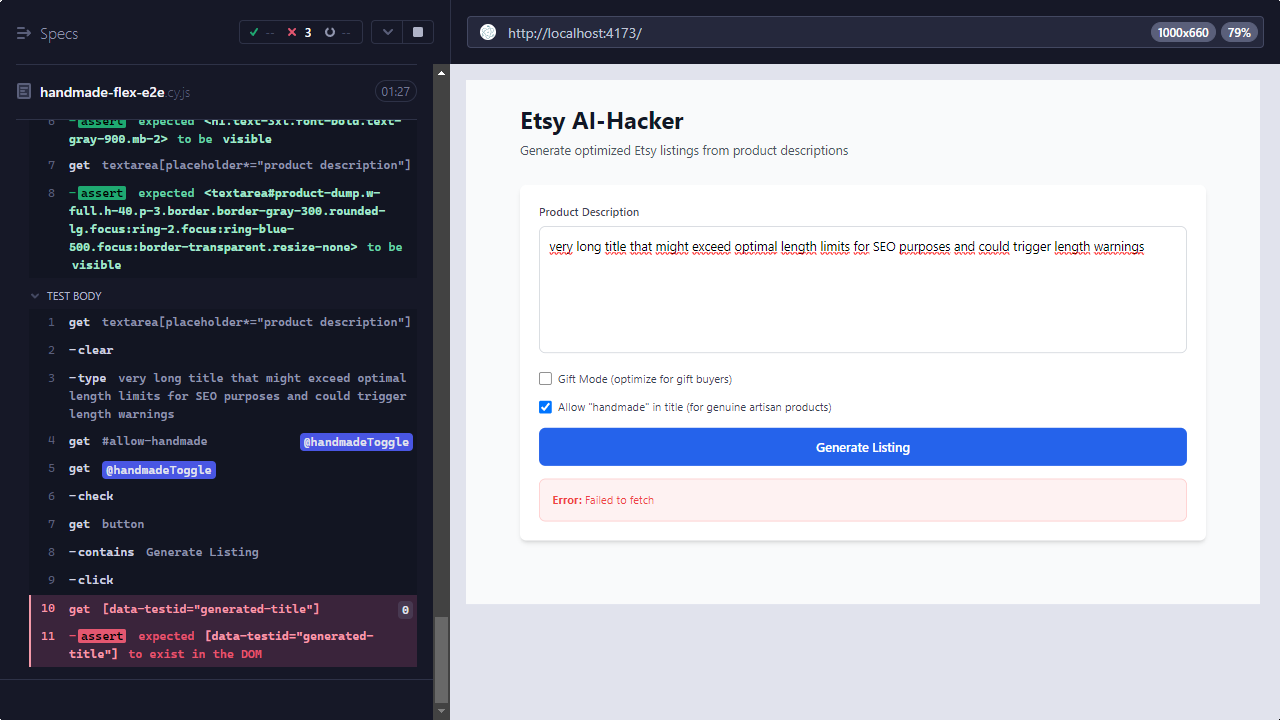 Specs
--
3
--
http://localhost:4173/
1000x660
79%
handmade-flex-e2e.cy.js
01:27
6 -assert expected <h1.text-3xl.font-bold.text-
gray-900.mb-2> to be visible
7 get textarea[placeholder*="product description"]
8 -assert expected <textarea#product-dump.w-
full.h-40.p-3.border.border-gray-300.rounded-
lg.focus:ring-2.focus:ring-blue-
500.focus:border-transparent.resize-none> to be
visible
TEST BODY
1 get textarea[placeholder*="product description"]
2 -clear
3 -type very long title that might exceed optimal
length limits for SEO purposes and could trigger
length warnings
4 get #allow-handmade @handmadeToggle
5 get @handmadeToggle
6 -check
7 get button
8 -contains Generate Listing
9 -click
10 get [data-testid="generated-title"] 0
11 -assert expected [data-testid="generated-
title"] to exist in the DOM
Etsy AI-Hacker
Generate optimized Etsy listings from product descriptions
Product Description
very long title that might exceed optimal length limits for SEO purposes and could trigger length warnings
Gift Mode (optimize for gift buyers)
Allow "handmade" in title (for genuine artisan products)
Generate Listing
Error: Failed to fetch